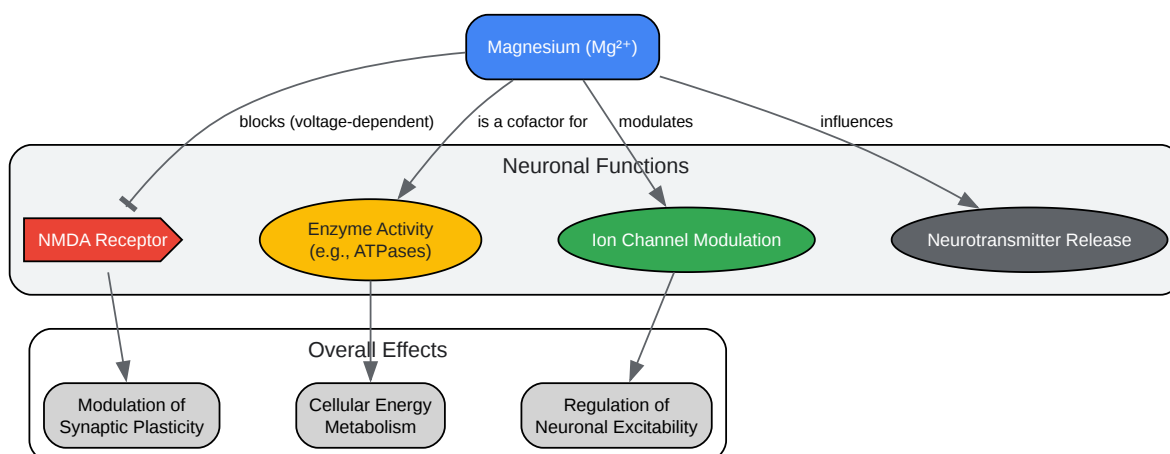 Magnesium (Mg²⁺)
blocks (voltage-dependent)
is a cofactor for
modulates
influences
Neuronal Functions
NMDA Receptor
Enzyme Activity
(e.g., ATPases)
Ion Channel Modulation
Neurotransmitter Release
Overall Effects
Modulation of
Synaptic Plasticity
Cellular Energy
Metabolism
Regulation of
Neuronal Excitability